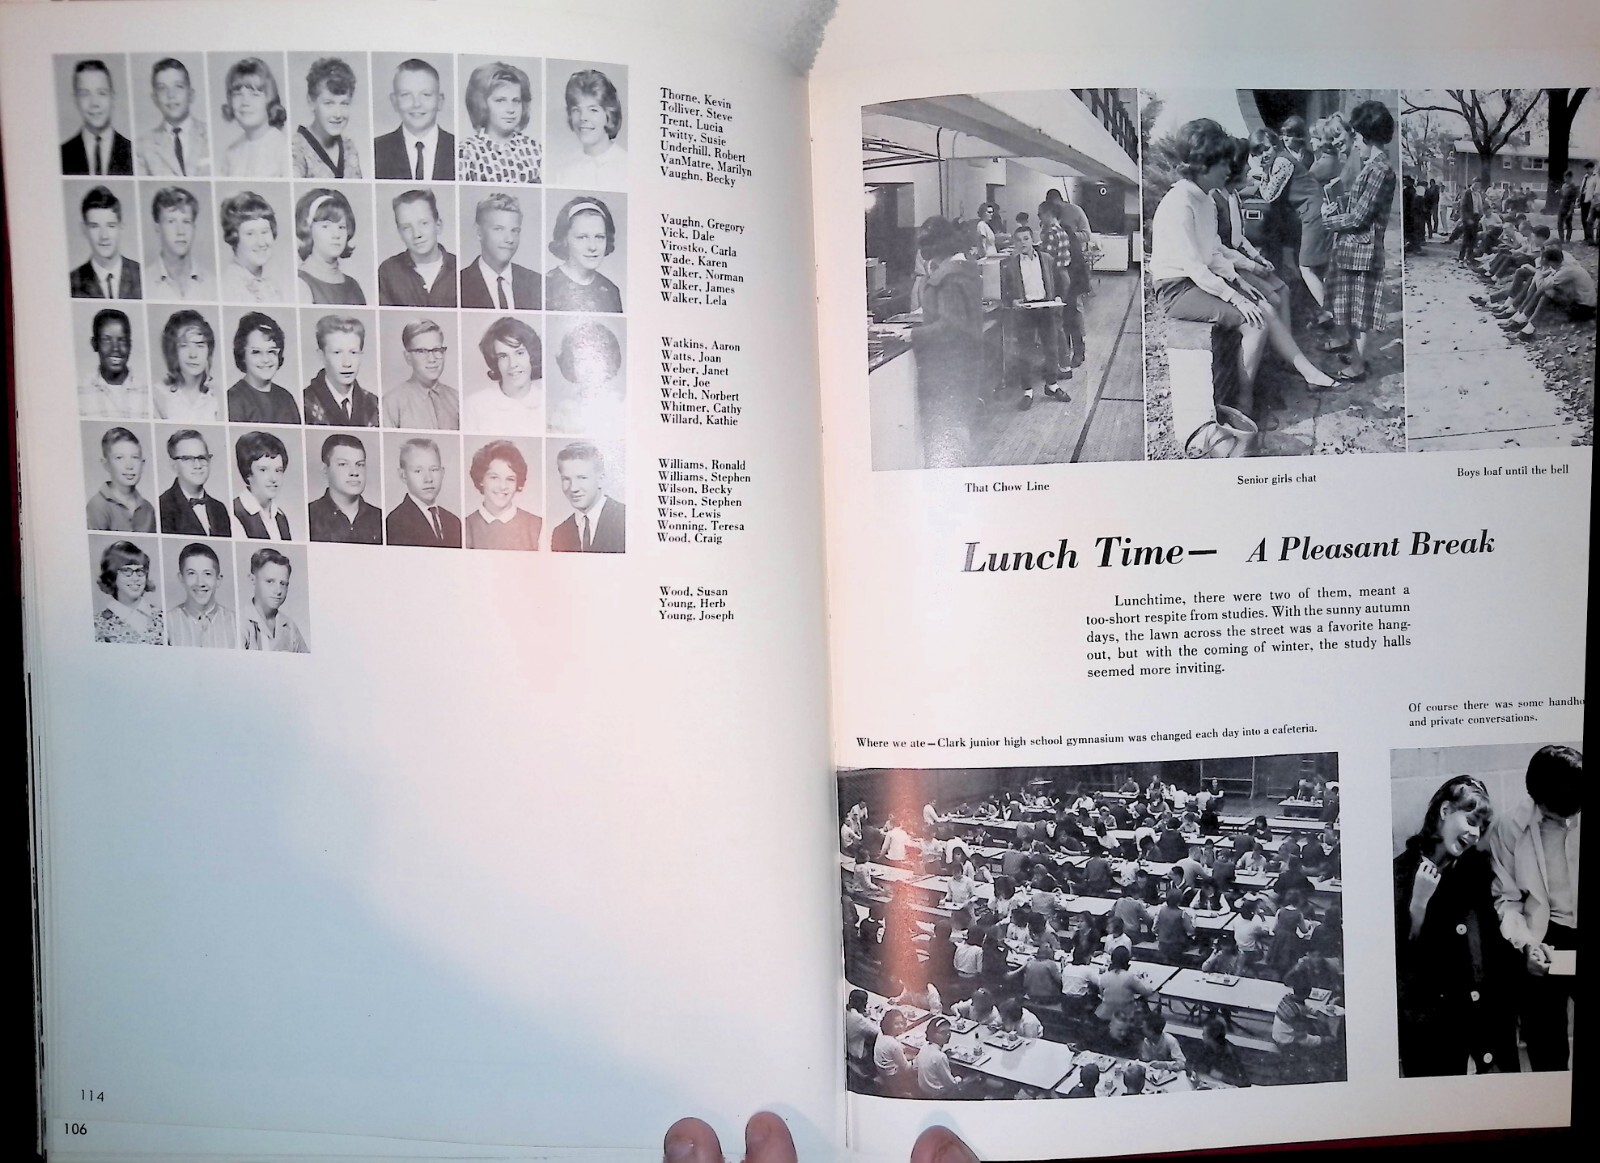 Thorne, Kevin
Tolliver, Steve
Trent, Lucia
Twitty, Susie
Underhill, Robert
VanMatre, Marilyn
Vaughn, Becky
Vaughn, Gregory
Vick, Dale
Virostko, Carla
Wade, Karen
Walker, Norman
Walker, James
Walker, Lela
Watkins, Aaron
Watts, Joan
Weber, Janet
Weir, Joe
Welch, Norbert
Whitmer, Cathy
Willard, Kathie
Williams, Ronald
Williams, Stephen
Wilson, Becky
Wilson, Stephen
Wise, Lewis
Wonning, Teresa
Wood, Craig
Wood, Susan
Young, Herb
Young, Joseph
114
106
That Chow Line
Senior girls chat
Boys loaf until the bell
Lunch Time— A Pleasant Break
Lunchtime, there were two of them, meant a
too-short respite from studies. With the sunny autumn
days, the lawn across the street was a favorite hang-
out, but with the coming of winter, the study halls
seemed more inviting.
Where we ate—Clark junior high school gymnasium was changed each day into a cafeteria.
Of course there was some handho
and private conversations.